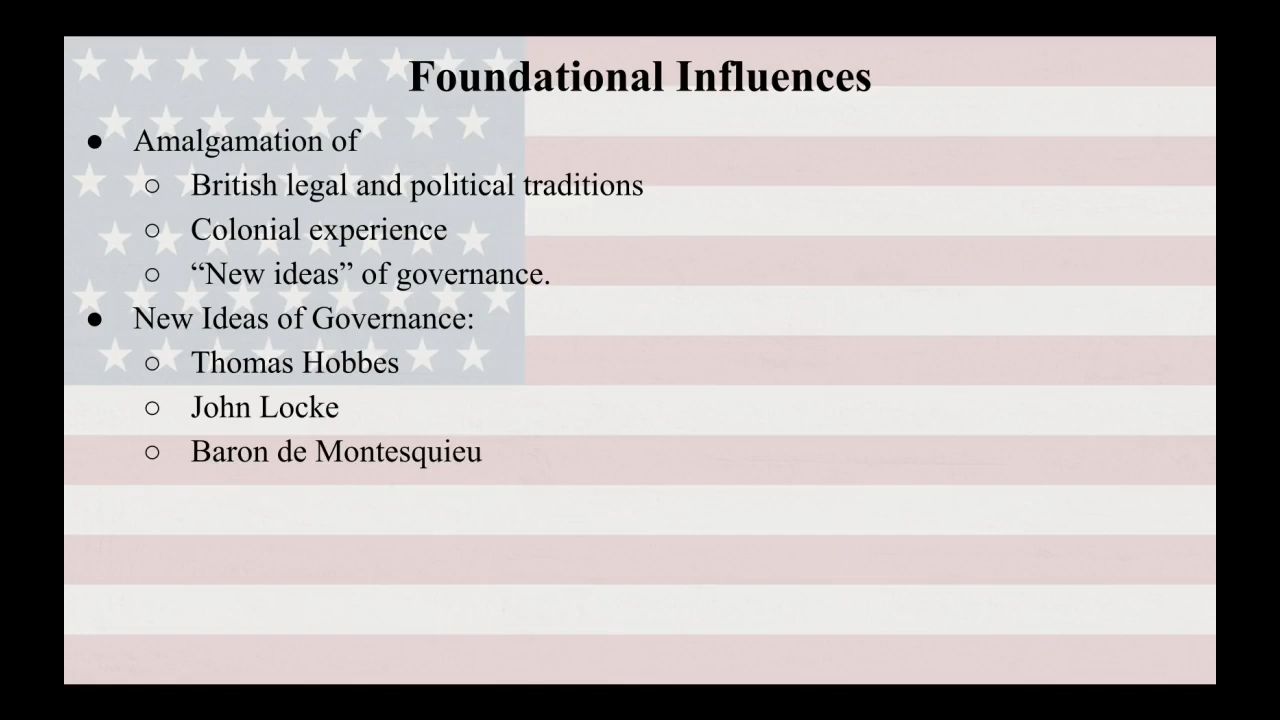 Foundational Influences
● Amalgamation of
○ British legal and political traditions
○ Colonial experience
○ “New ideas” of governance.
● New Ideas of Governance:
○ Thomas Hobbes
○ John Locke
○ Baron de Montesquieu